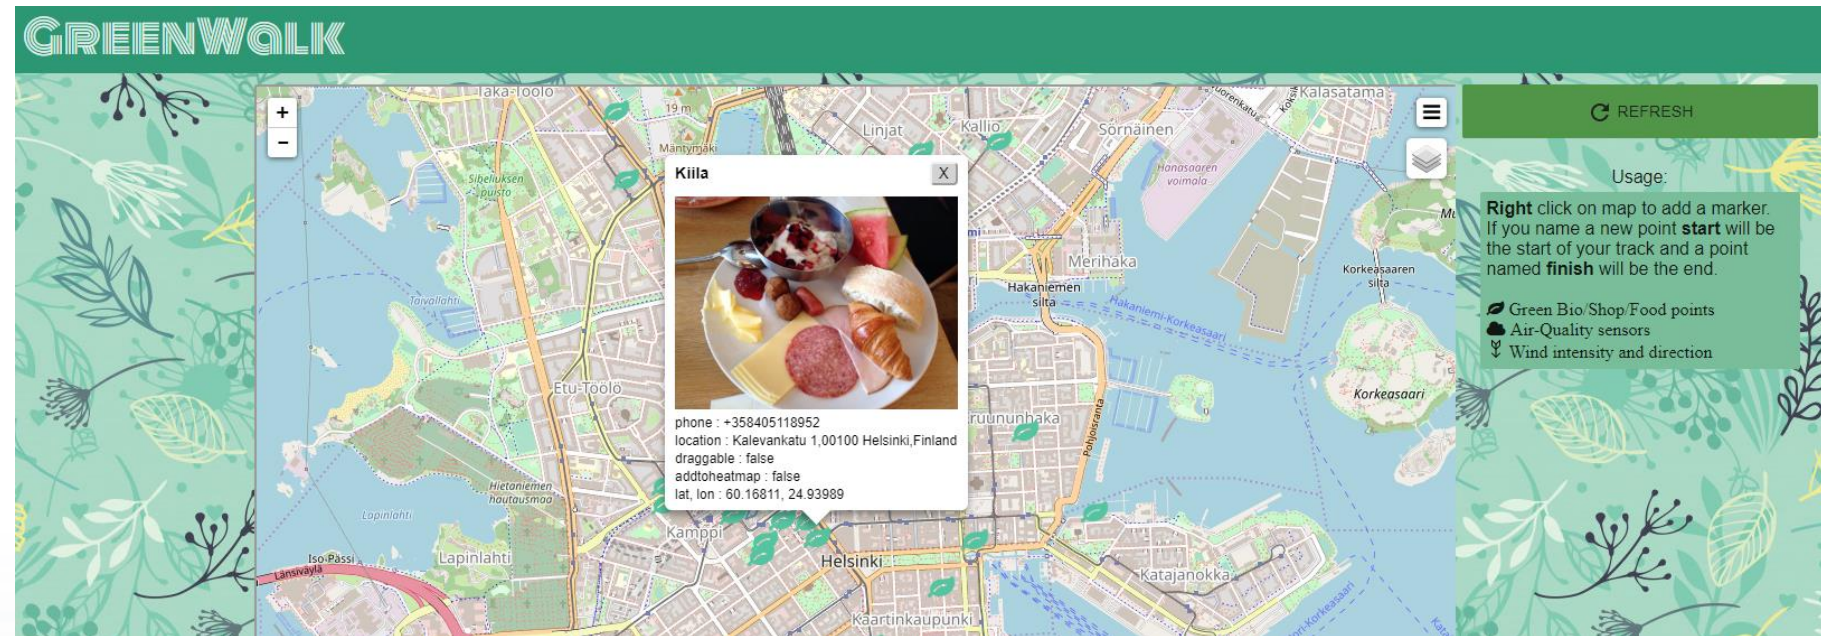 GREENWALK
Taka-Töölö
19 m
Mäntymäki
Linjat
Kallio
Sörnäinen
Kalasatama
+
−
REFRESH
Usage:
Right click on map to add a marker.
If you name a new point start will be
the start of your track and a point
named finish will be the end.
Green Bio/Shop/Food points
Air-Quality sensors
Wind intensity and direction
Kiila
X
phone : +358405118952
location : Kalevankatu 1,00100 Helsinki,Finland
draggable : false
addtoheatmap : false
lat, lon : 60.16811, 24.93989
Sibeliuksen
puisto
Hanasaaren
voimala
Merihaka
Hakaniemen
silta
Korkeasaaren
silta
Hakaniemi-Korkeasaari
Korkeasaari
Taivallahti
Etu-Töölö
Pohjoisranta
Hietaniemen
hautausmaa
Lapinlahti
Kamppi
Iso-Pässi
Länsiväylä
Lapinlahti
Helsinki
Katajanokka
Kaartinkaupunki